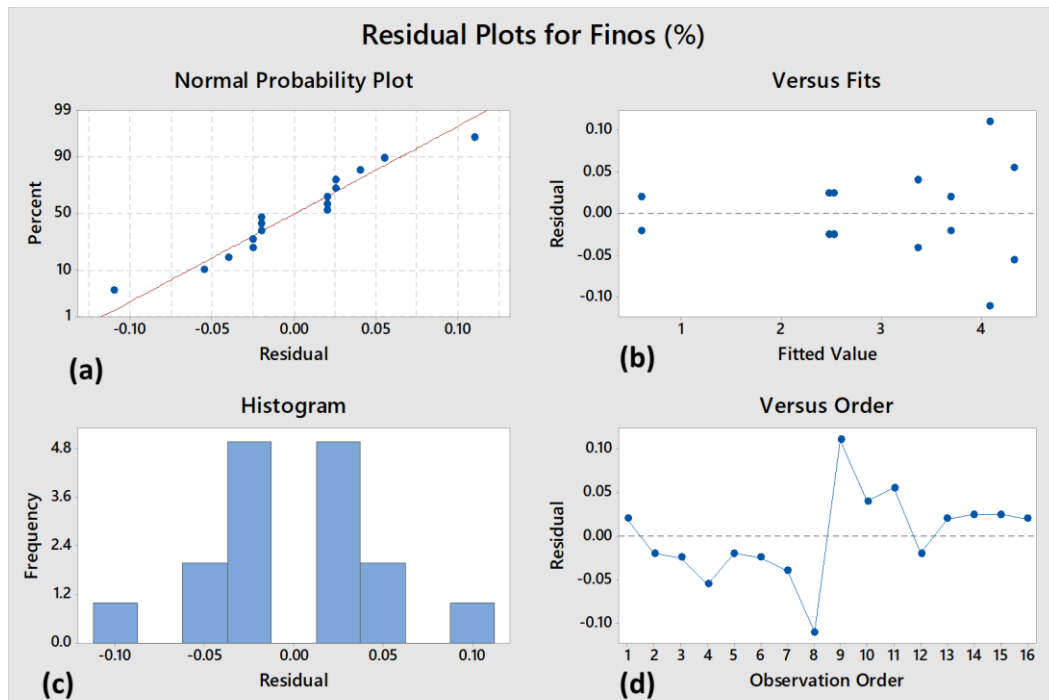 Residual Plots for Finos (%)
Normal Probability Plot
99
90
50
10
1
Percent
-0.10 -0.05 0.00 0.05 0.10
Residual
(a)
Versus Fits
0.10
0.05
0.00
-0.05
-0.10
Residual
1 2 3 4
Fitted Value
(b)
Histogram
4.8
3.6
2.4
1.2
0.0
Frequency
-0.10 -0.05 0.00 0.05 0.10
Residual
(c)
Versus Order
0.10
0.05
0.00
-0.05
-0.10
Residual
1 2 3 4 5 6 7 8 9 10 11 12 13 14 15 16
Observation Order
(d)